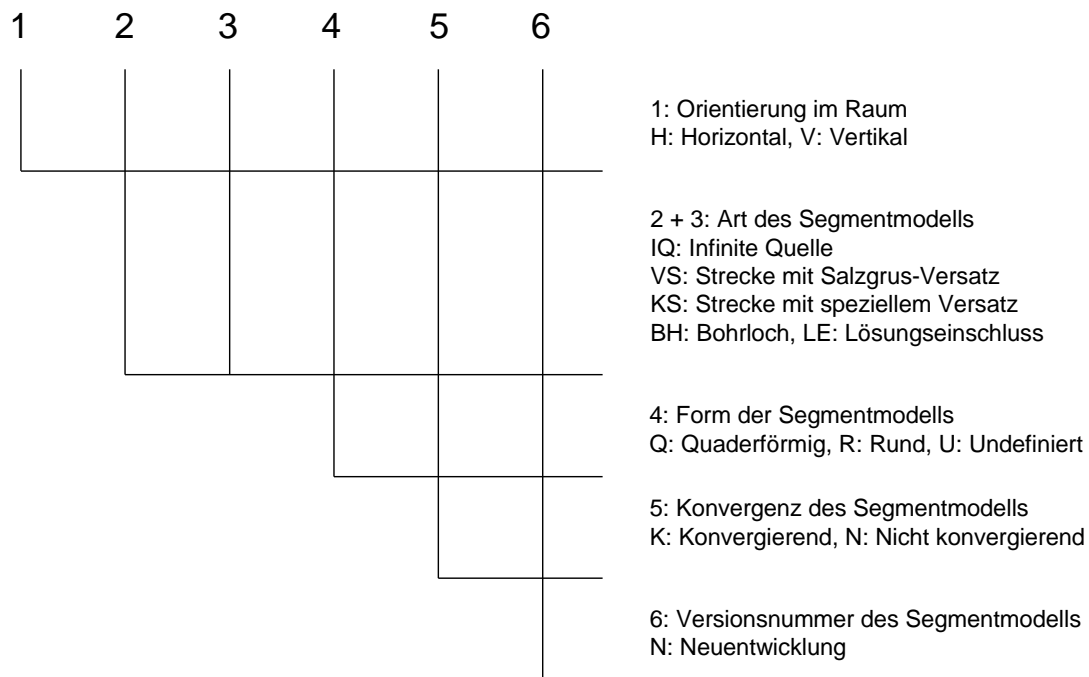 1 2 3 4 5 6
1: Orientierung im Raum
H: Horizontal, V: Vertikal
2 + 3: Art des Segmentmodells
IQ: Infinite Quelle
VS: Strecke mit Salzgrus-Versatz
KS: Strecke mit speziellem Versatz
BH: Bohrloch, LE: Lösungseinschluss
4: Form der Segmentmodells
Q: Quaderförmig, R: Rund, U: Undefiniert
5: Konvergenz des Segmentmodells
K: Konvergierend, N: Nicht konvergierend
6: Versionsnummer des Segmentmodells
N: Neuentwicklung